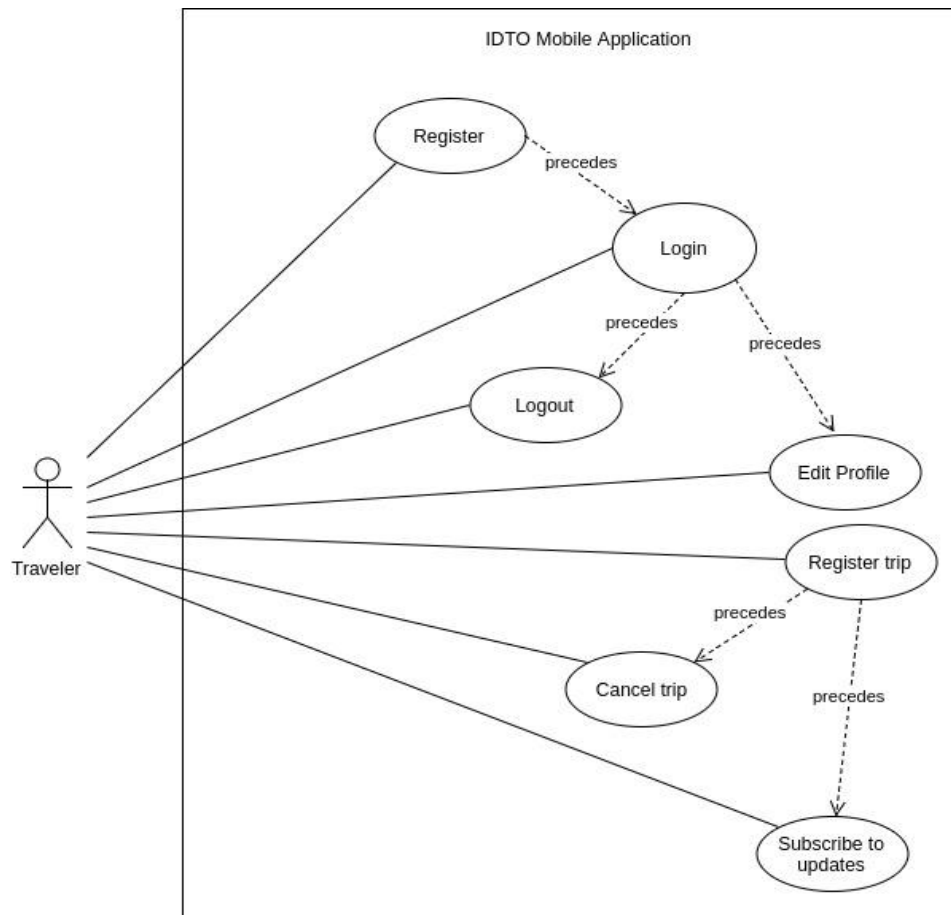 IDTO Mobile Application
Register
precedes
Login
precedes
precedes
Logout
Edit Profile
Traveler
Register trip
precedes
Cancel trip
precedes
Subscribe to
updates